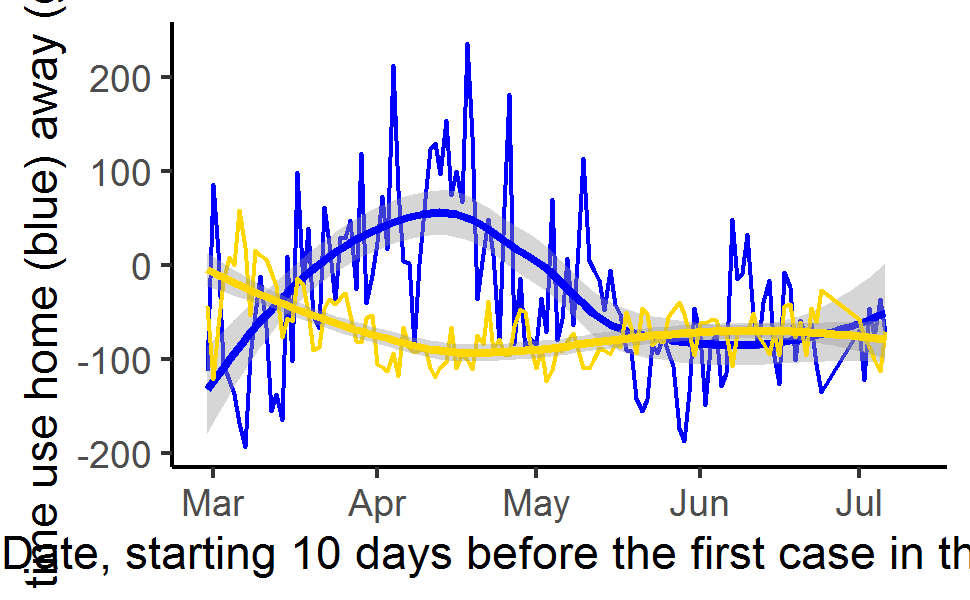 time use home (blue) away (
200
100
0
-100
-200
Mar Apr May Jun Jul
Date, starting 10 days before the first case in th